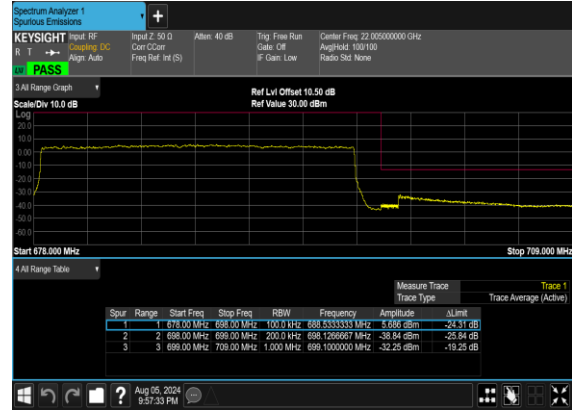 Spectrum Analyzer 1
Spurious Emissions
+
KEYSIGHT Input: RF Input Z: 50 Ω Atten: 40 dB Trig: Free Run Center Freq: 22.005000000 GHz
R T Coupling: DC Corr CCorr Gate: Off Avg|Hold: 100/100
Align: Auto Freq Ref: Int (S) IF Gain: Low Radio Std: None
PASS
3 All Range Graph
Ref Lvl Offset 10.50 dB
Scale/Div 10.0 dB Ref Value 30.00 dBm
Log
20.0
10.0
0.00
-10.0
-20.0
-30.0
-40.0
-50.0
-60.0
Start 678.000 MHz Stop 709.000 MHz
4 All Range Table
Measure Trace Trace 1
Trace Type Trace Average (Active)
Spur Range Start Freq Stop Freq RBW Frequency Amplitude ΔLimit
1 1 678.00 MHz 698.00 MHz 100.0 kHz 688.5333333 MHz 5.686 dBm -24.31 dB
2 2 698.00 MHz 699.00 MHz 200.0 kHz 698.1266667 MHz -38.84 dBm -25.84 dB
3 3 699.00 MHz 709.00 MHz 1.000 MHz 699.1000000 MHz -32.25 dBm -19.25 dB
? Aug 05, 2024
9:57:33 PM